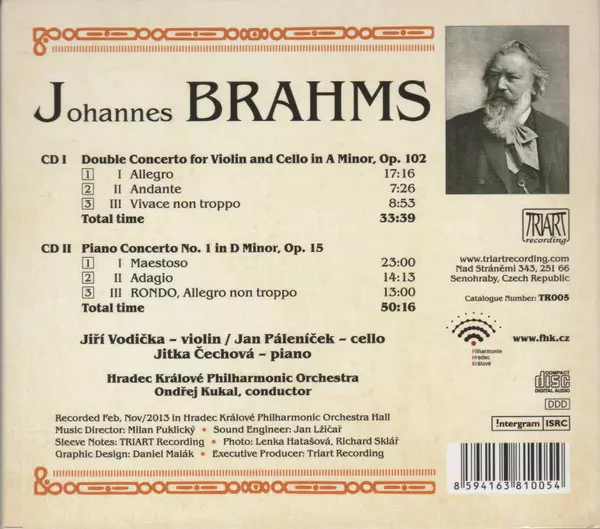 Johannes BRAHMS
CD I Double Concerto for Violin and Cello in A Minor, Op. 102
1 I Allegro 17:16
2 II Andante 7:26
3 III Vivace non troppo 8:53
Total time 33:39
CD II Piano Concerto No. 1 in D Minor, Op. 15
1 I Maestoso 23:00
2 II Adagio 14:13
3 III RONDO, Allegro non troppo 13:00
Total time 50:16
Jiří Vodička – violin / Jan Páleníček – cello
Jitka Čechová – piano
Hradec Králové Philharmonic Orchestra
Ondřej Kukal, conductor
Recorded Feb, Nov/2013 in Hradec Králové Philharmonic Orchestra Hall
Music Director: Milan Puklický • Sound Engineer: Jan Lžičař
Sleeve Notes: TRIART Recording • Photo: Lenka Hatašová, Richard Sklář
Graphic Design: Daniel Malák • Executive Producer: Triart Recording
TRIART
recording
www.triartrecording.com
Nad Stráněmi 343, 251 66
Senohraby, Czech Republic
Catalogue Number: TR005
Filharmonie
Hradec
Králové
www.fhk.cz
COMPACT
disc
DIGITAL AUDIO
DDD
!ntergram ISRC
8 594163 810054